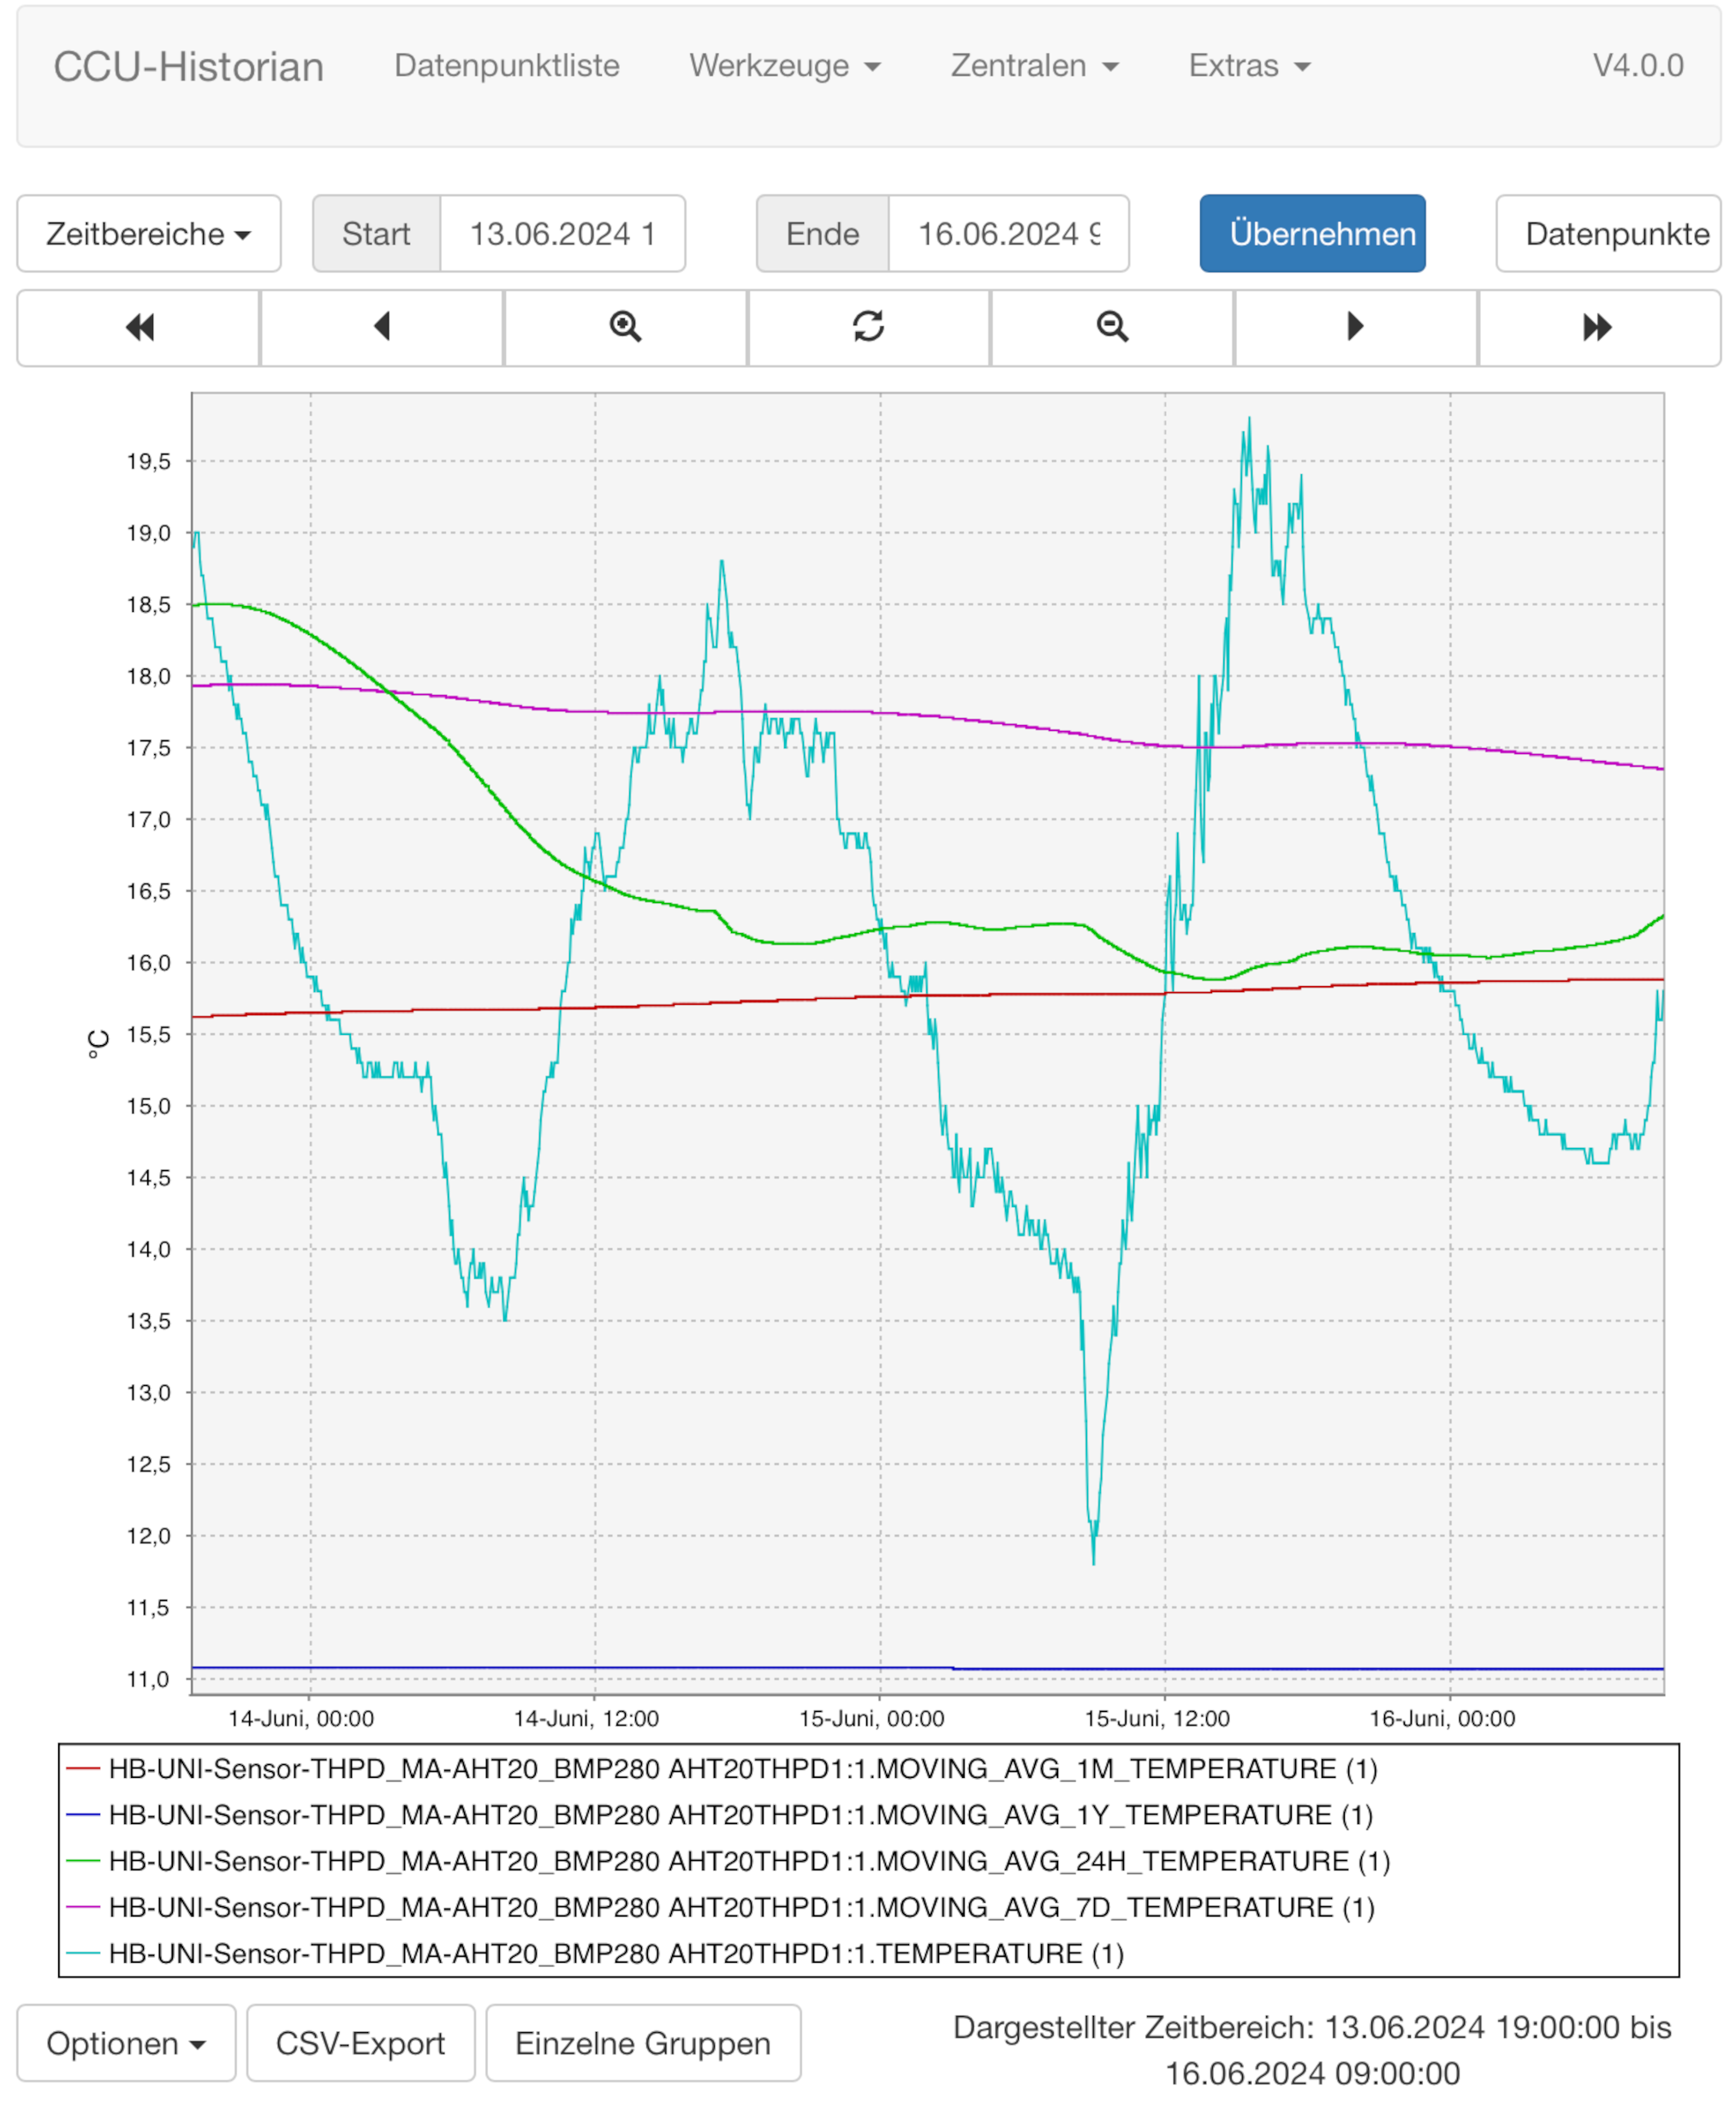 CCU-Historian Datenpunktliste Werkzeuge Zentralen Extras V4.0.0
Zeitbereiche Start 13.06.2024 1 Ende 16.06.2024 9 Übernehmen Datenpunkte
19,5
19,0
18,5
18,0
17,5
17,0
16,5
16,0
15,5
15,0
14,5
14,0
13,5
13,0
12,5
12,0
11,5
11,0
°C
14-Juni, 00:00 14-Juni, 12:00 15-Juni, 00:00 15-Juni, 12:00 16-Juni, 00:00
HB-UNI-Sensor-THPD_MA-AHT20_BMP280 AHT20THPD1:1.MOVING_AVG_1M_TEMPERATURE (1)
HB-UNI-Sensor-THPD_MA-AHT20_BMP280 AHT20THPD1:1.MOVING_AVG_1Y_TEMPERATURE (1)
HB-UNI-Sensor-THPD_MA-AHT20_BMP280 AHT20THPD1:1.MOVING_AVG_24H_TEMPERATURE (1)
HB-UNI-Sensor-THPD_MA-AHT20_BMP280 AHT20THPD1:1.MOVING_AVG_7D_TEMPERATURE (1)
HB-UNI-Sensor-THPD_MA-AHT20_BMP280 AHT20THPD1:1.TEMPERATURE (1)
Optionen CSV-Export Einzelne Gruppen
Dargestellter Zeitbereich: 13.06.2024 19:00:00 bis
16.06.2024 09:00:00